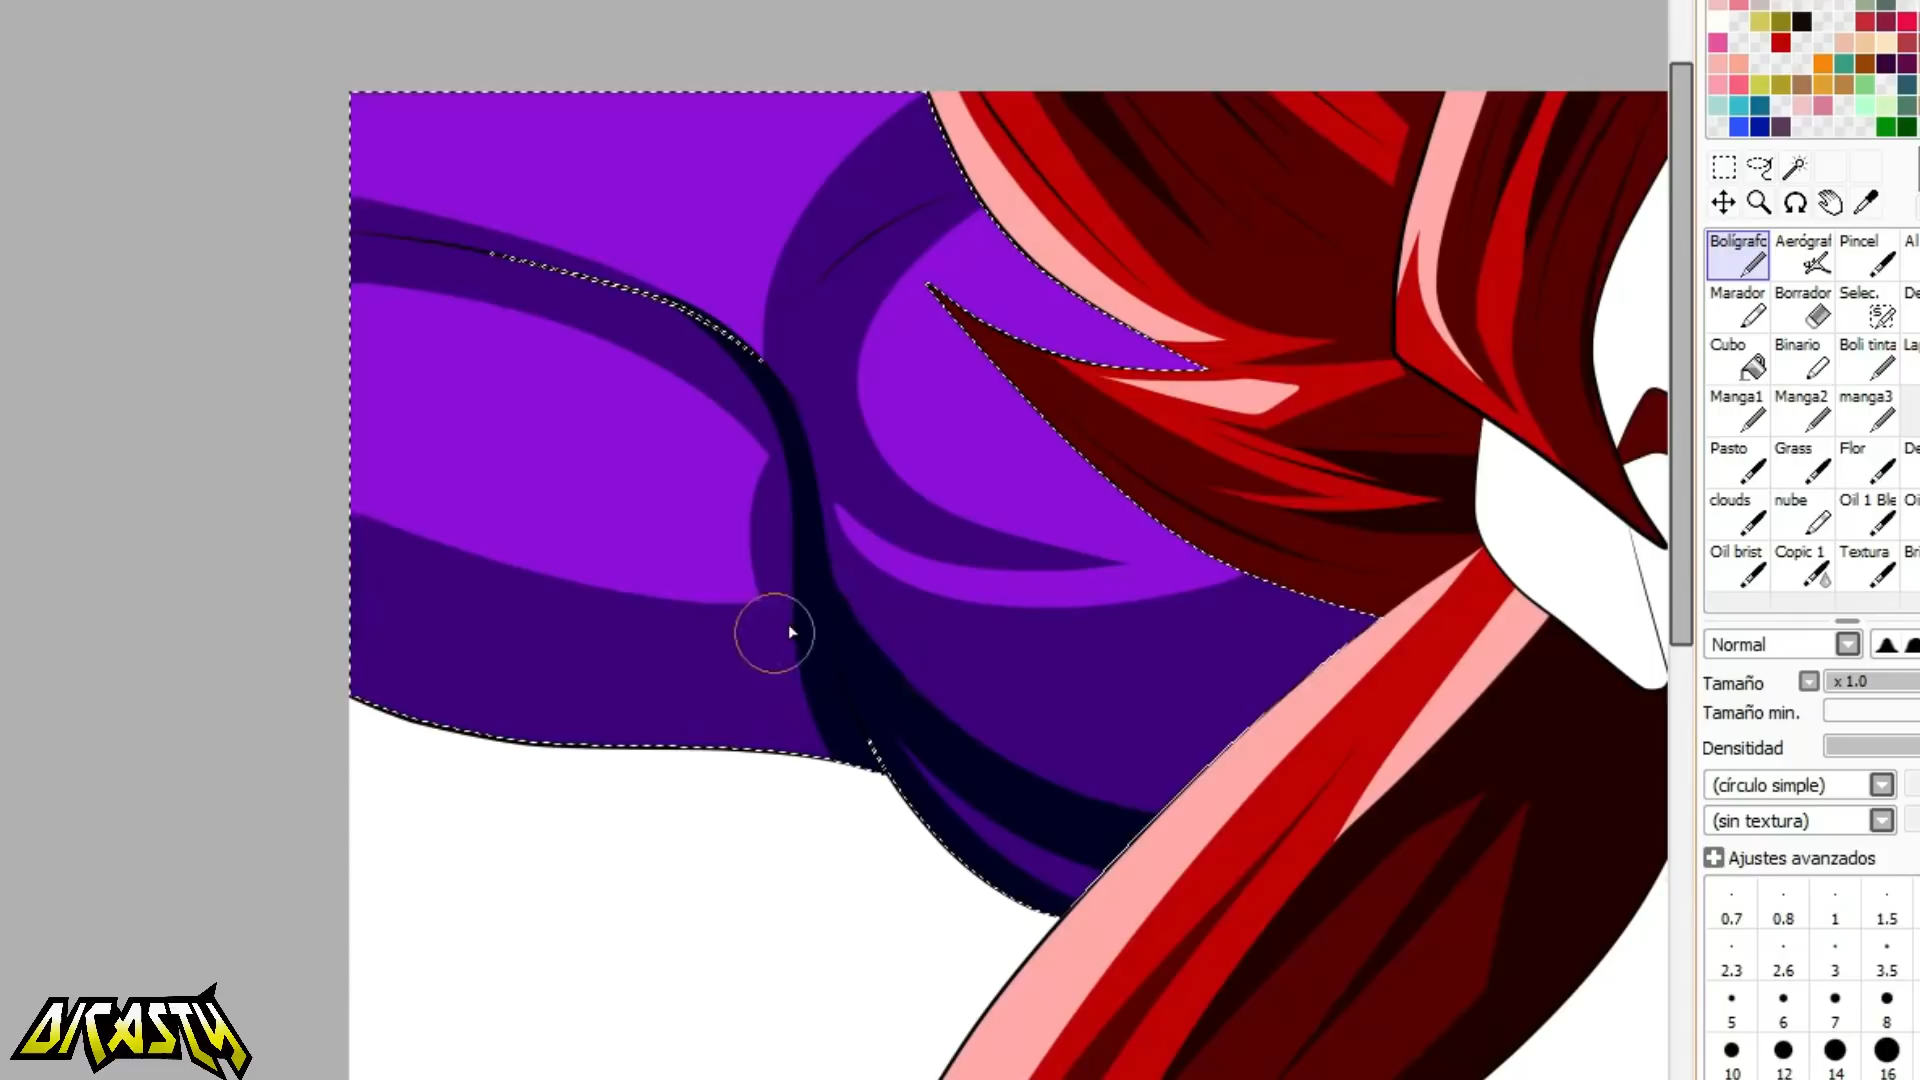 Bolígrafo Aerógraf Pincel Al
Marador Borrador Selec. De
Cubo Binario Boli tinta La
Manga1 Manga2 manga3
Pasto Grass Flor De
clouds nube Oil 1 Ble Oi
Oil brist Copic 1 Textura Bri
Normal
Tamaño x 1.0
Tamaño min.
Densitidad
(círculo simple)
(sin textura)
Ajustes avanzados
0.7 0.8 1 1.5
2.3 2.6 3 3.5
5 6 7 8
10 12 14 16
DICASTY